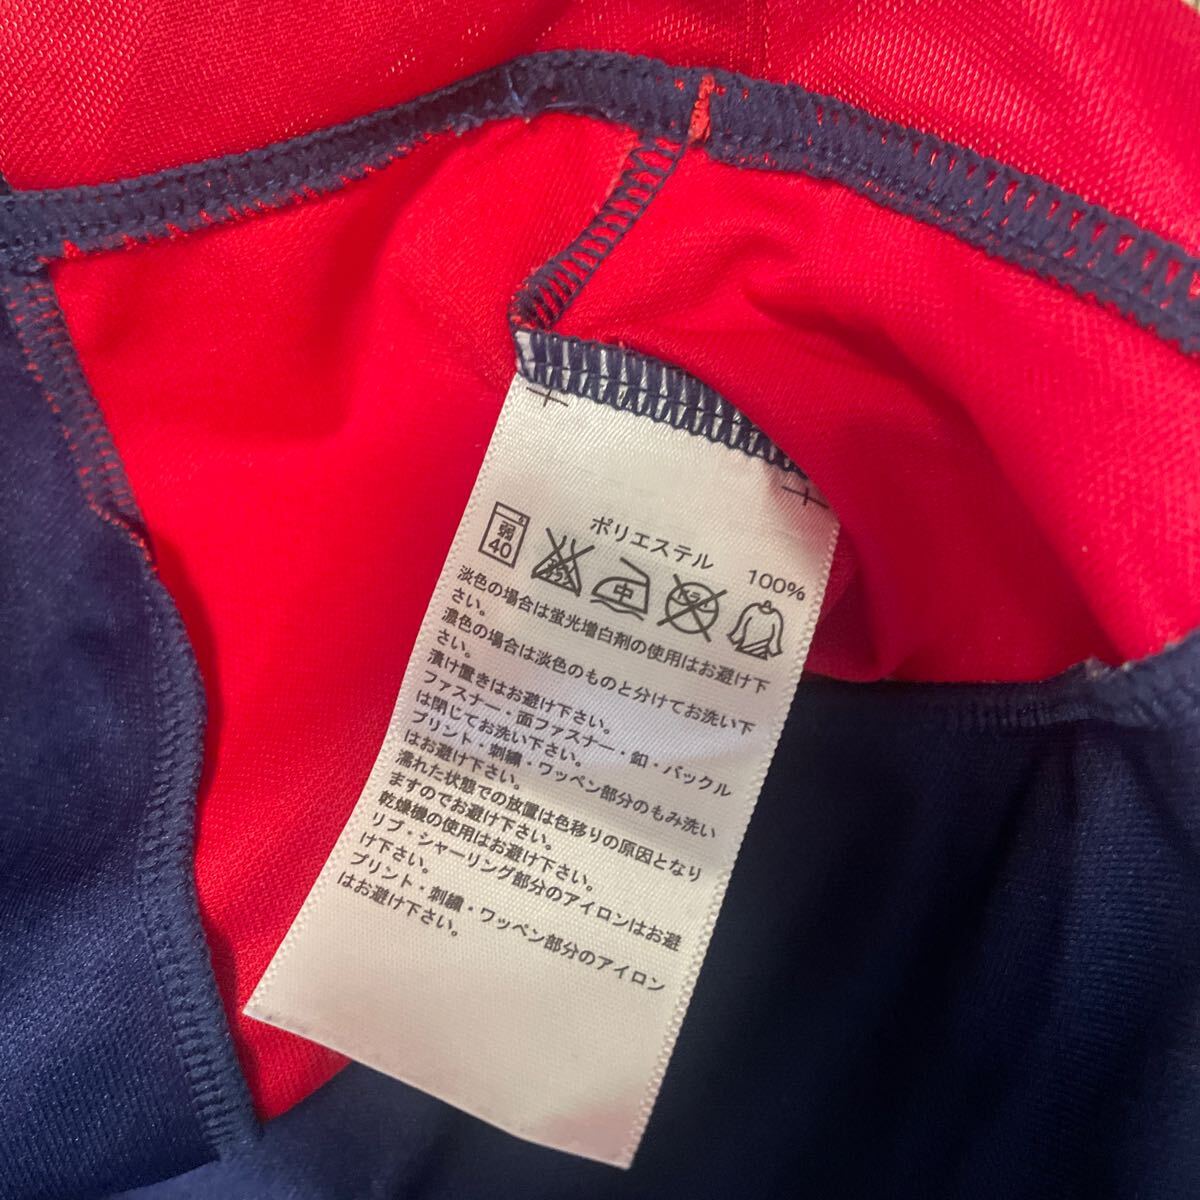 ポリエステル 100%
弱 40 エンソ サラシ 中 ドライ
淡色の場合は蛍光増白剤の使用はお避け下
さい。
濃色の場合は淡色のものと分けてお洗い下
さい。
漬け置きはお避け下さい。
ファスナー・面ファスナー・釦・バックル
は閉じてお洗い下さい。
プリント・刺繍・ワッペン部分のもみ洗い
はお避け下さい。
濡れた状態での放置は色移りの原因となり
ますのでお避け下さい。
乾燥機の使用はお避け下さい。
リブ・シャーリング部分のアイロンはお避
け下さい。
プリント・刺繍・ワッペン部分のアイロン
はお避け下さい。